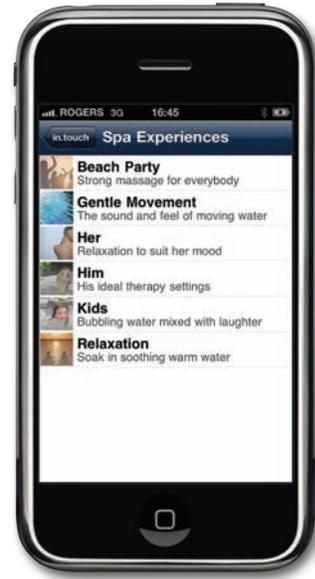 ROGERS 3G 16:45
in.touch Spa Experiences
Beach Party
Strong massage for everybody
Gentle Movement
The sound and feel of moving water
Her
Relaxation to suit her mood
Him
His ideal therapy settings
Kids
Bubbling water mixed with laughter
Relaxation
Soak in soothing warm water